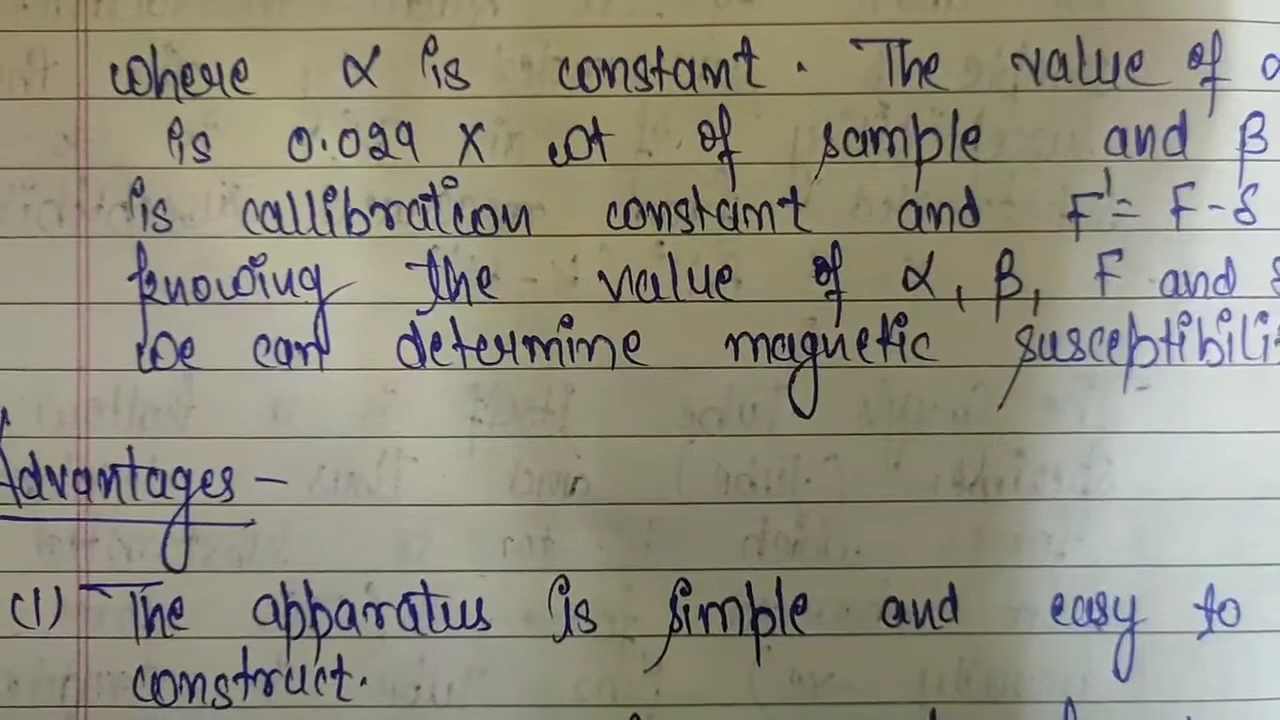 where α is constant. The value of α
is 0.029 x wt of sample and β
is callibration constant and F' = F-δ
knowing the value of α, β, F and δ
we can determine magnetic susceptibili
Advantages -
(1) The apparatus is simple and easy to
construct.